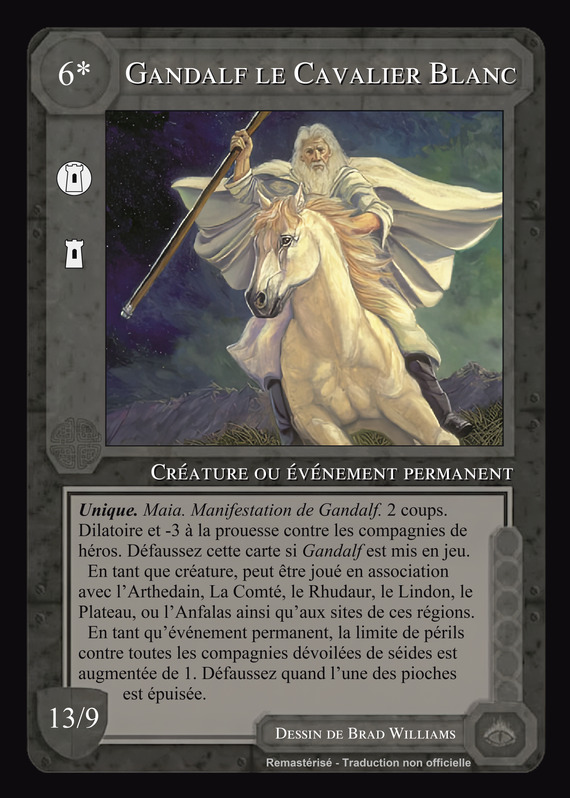 6*
Gandalf le Cavalier Blanc
Créature ou événement permanent
Unique. Maia. Manifestation de Gandalf. 2 coups.
Dilatoire et -3 à la prouesse contre les compagnies de
héros. Défaussez cette carte si Gandalf est mis en jeu.
En tant que créature, peut être joué en association
avec l'Arthedain, La Comté, le Rhudaur, le Lindon, le
Plateau, ou l'Anfalas ainsi qu'aux sites de ces régions.
En tant qu'événement permanent, la limite de périls
contre toutes les compagnies dévoilées de séides est
augmentée de 1. Défaussez quand l'une des pioches
est épuisée.
13/9
Dessin de Brad Williams
Remastérisé - Traduction non officielle